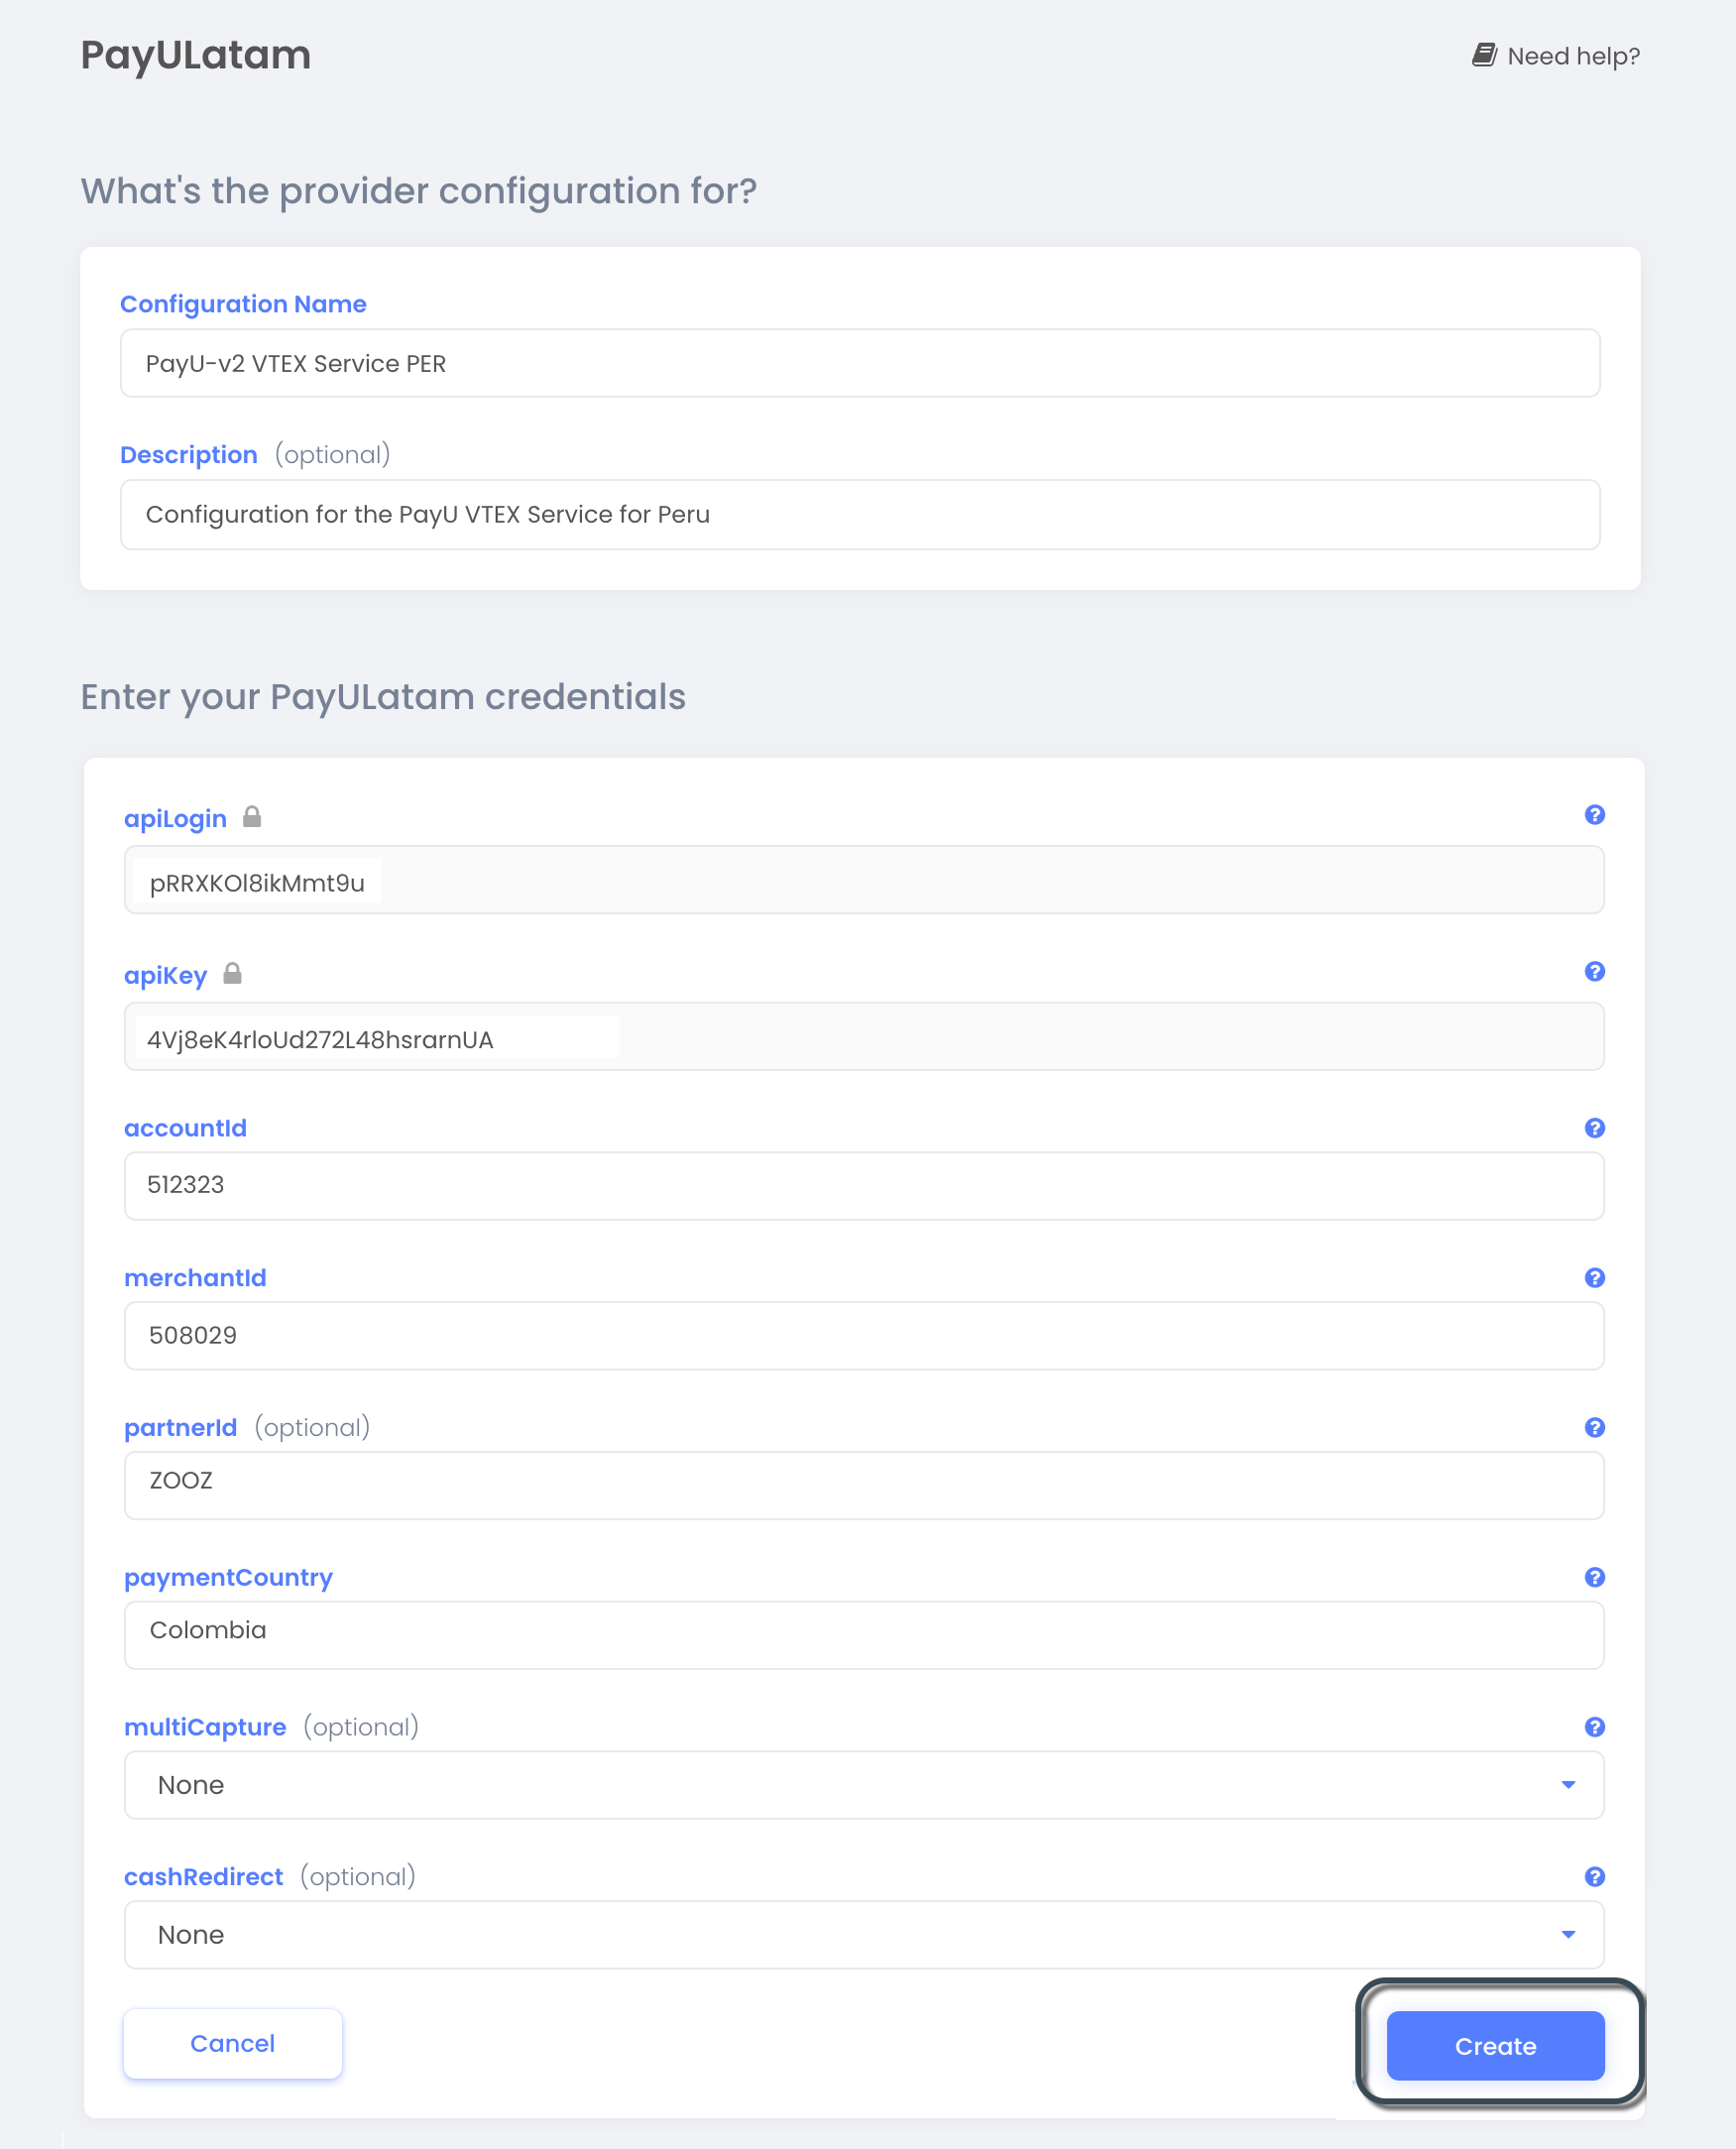 PayULatam
Need help?
What's the provider configuration for?
Configuration Name
PayU-v2 VTEX Service PER
Description (optional)
Configuration for the PayU VTEX Service for Peru
Enter your PayULatam credentials
apiLogin
pRRXKOl8ikMmt9u
apiKey
4Vj8eK4rloUd272L48hsrarnUA
accountId
512323
merchantId
508029
partnerId (optional)
ZOOZ
paymentCountry
Colombia
multiCapture (optional)
None
cashRedirect (optional)
None
Cancel
Create